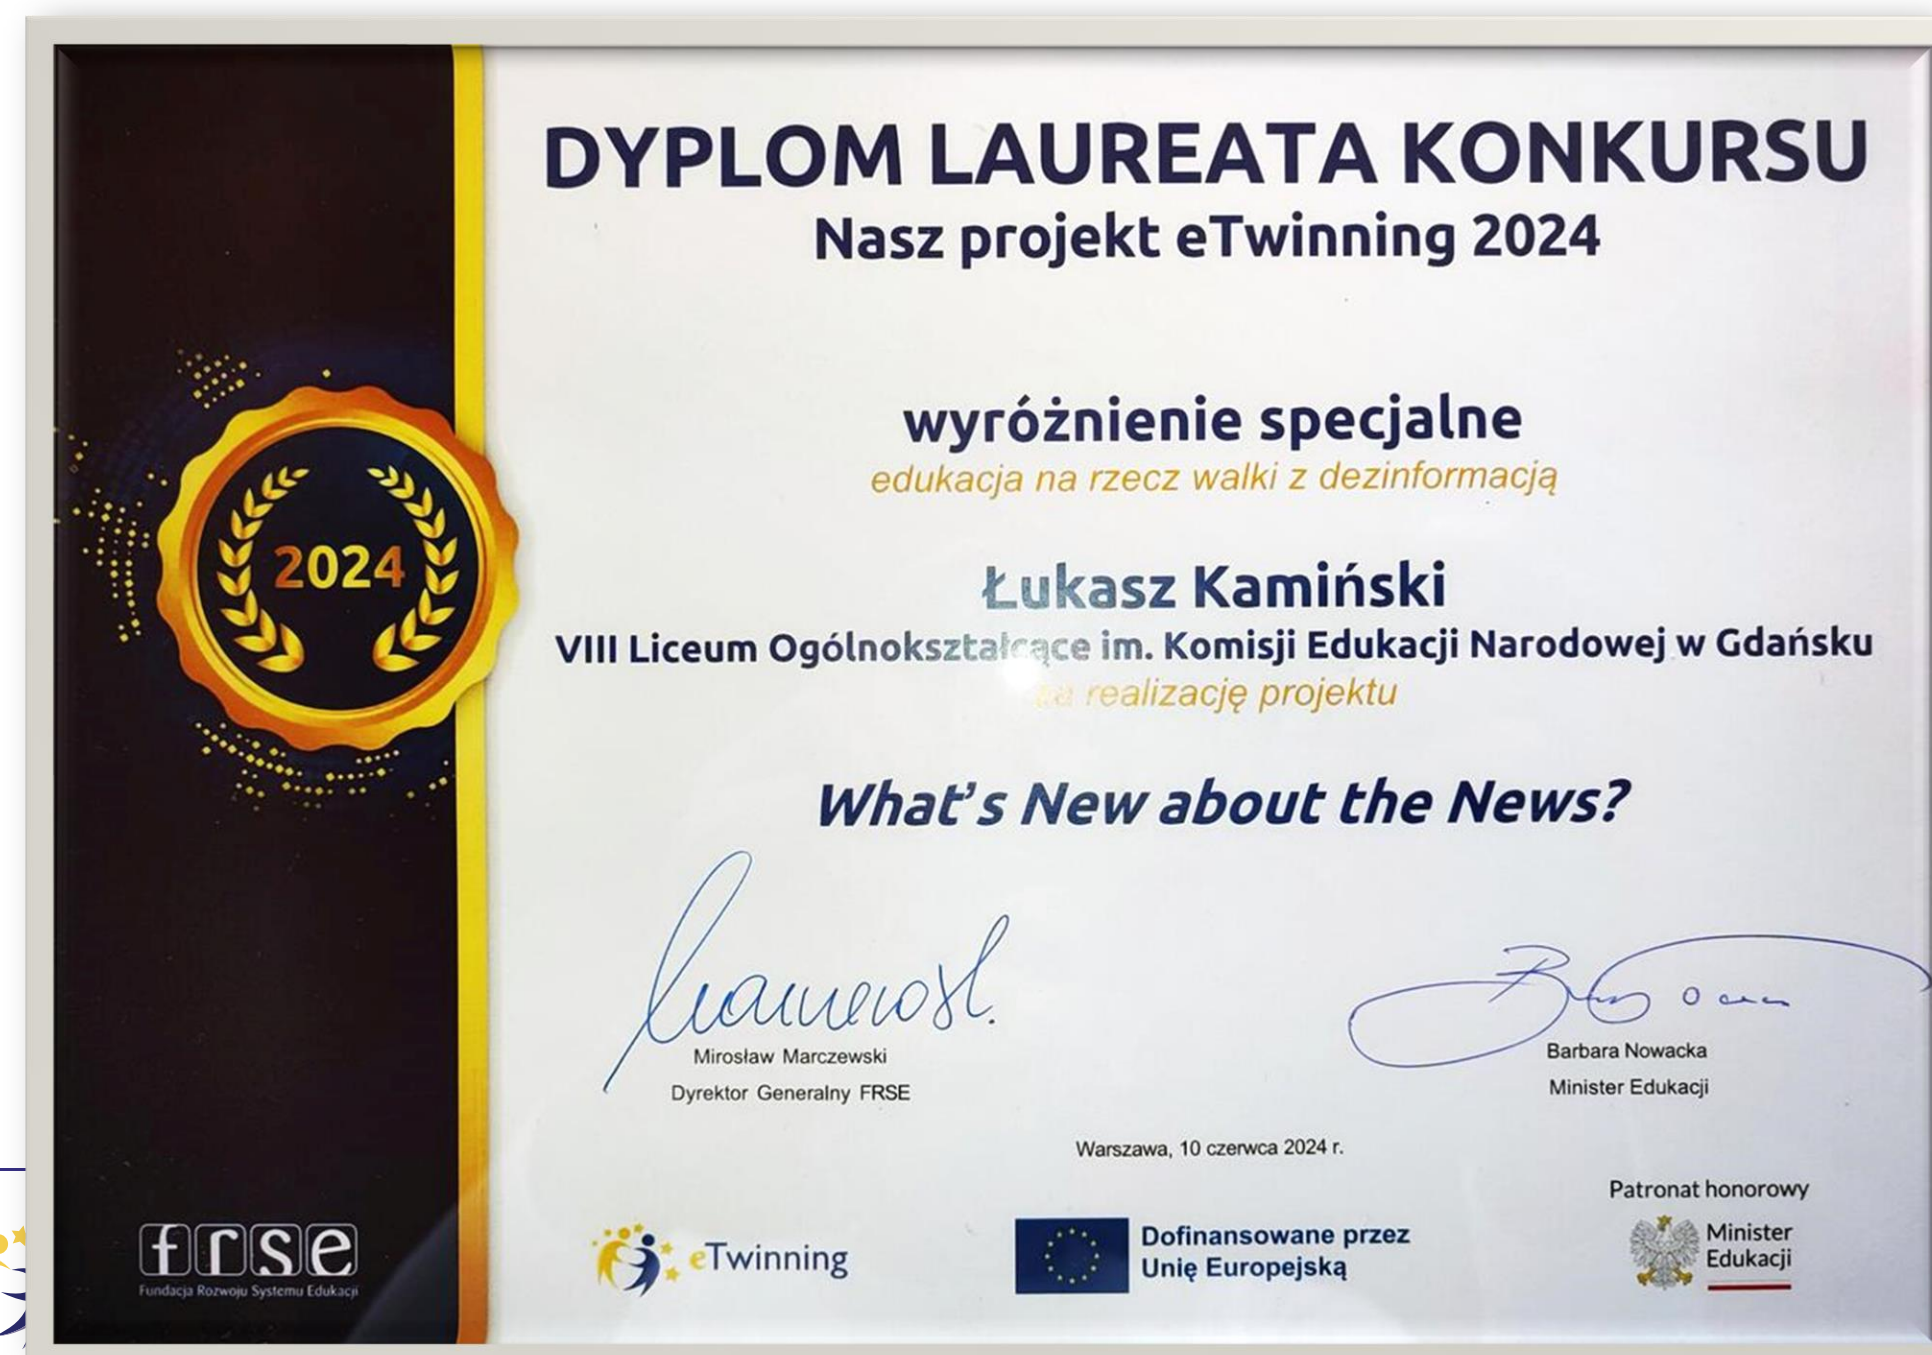 DYPLOM LAUREATA KONKURSU
Nasz projekt eTwinning 2024
wyróżnienie specjalne
edukacja na rzecz walki z dezinformacją
2024
Łukasz Kamiński
VIII Liceum Ogólnokształcące im. Komisji Edukacji Narodowej w Gdańsku
za realizację projektu
What's New about the News?
Mirosław Marczewski
Dyrektor Generalny FRSE
Barbara Nowacka
Minister Edukacji
Warszawa, 10 czerwca 2024 r.
frse
Fundacja Rozwoju Systemu Edukacji
eTwinning
Dofinansowane przez
Unię Europejską
Patronat honorowy
Minister
Edukacji